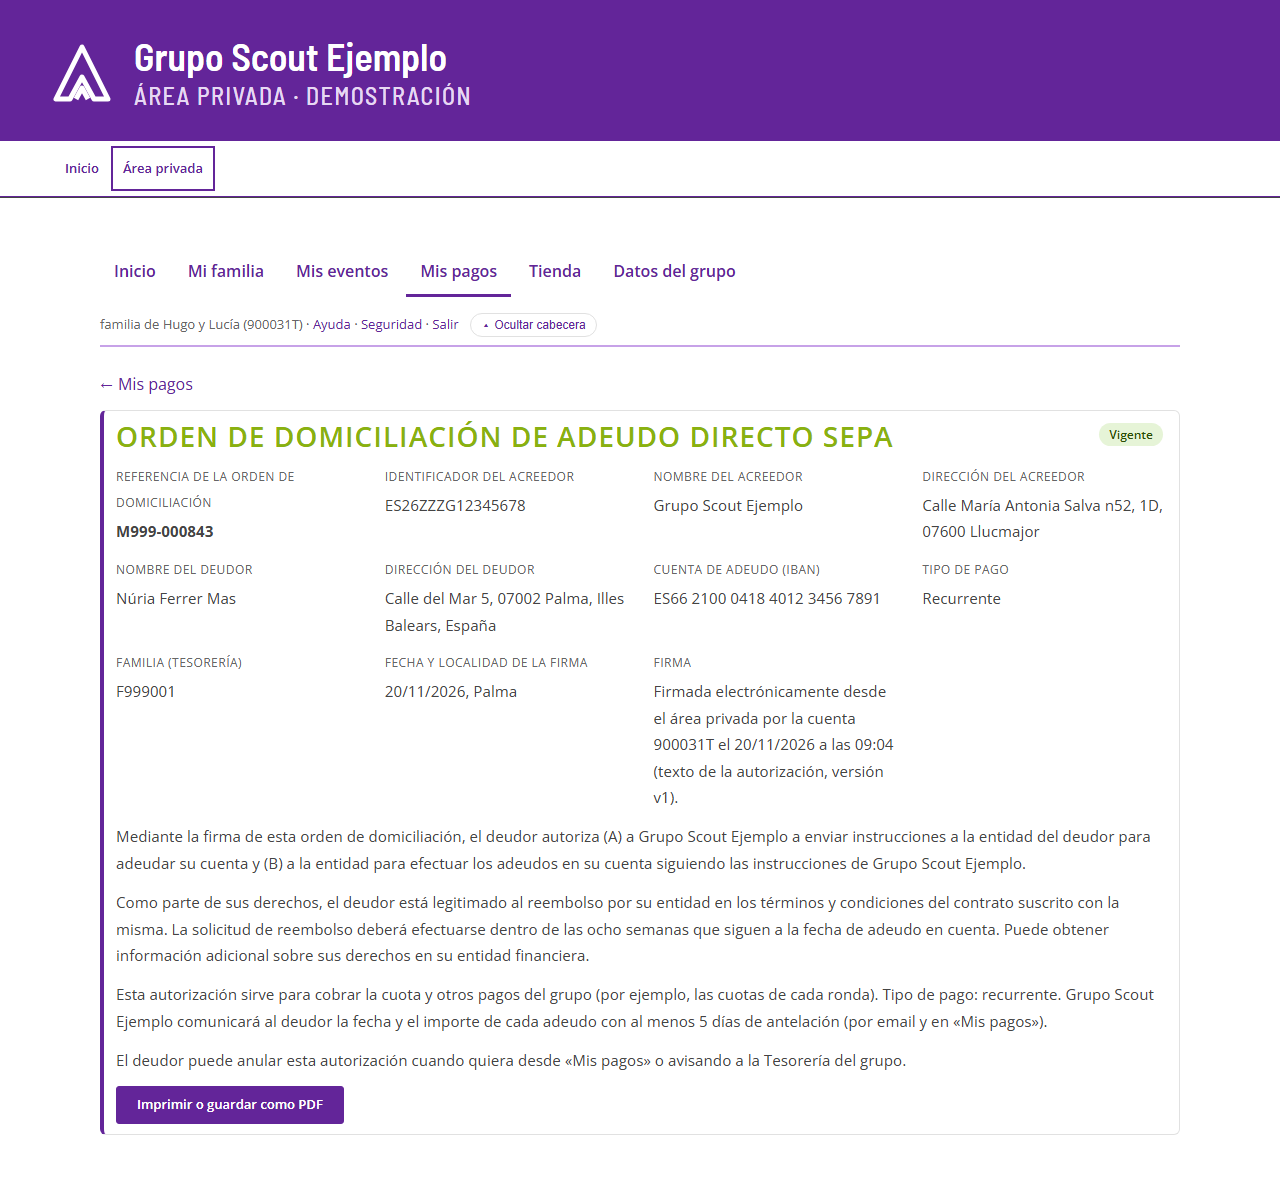 Grupo Scout Ejemplo
ÁREA PRIVADA · DEMOSTRACIÓN
Inicio Área privada
Inicio Mi familia Mis eventos Mis pagos Tienda Datos del grupo
familia de Hugo y Lucía (900031T) · Ayuda · Seguridad · Salir ▴ Ocultar cabecera
← Mis pagos
ORDEN DE DOMICILIACIÓN DE ADEUDO DIRECTO SEPA
Vigente
REFERENCIA DE LA ORDEN DE
DOMICILIACIÓN
M999-000843
IDENTIFICADOR DEL ACREEDOR
ES26ZZZG12345678
NOMBRE DEL ACREEDOR
Grupo Scout Ejemplo
DIRECCIÓN DEL ACREEDOR
Calle María Antonia Salva n52, 1D,
07600 Llucmajor
NOMBRE DEL DEUDOR
Núria Ferrer Mas
DIRECCIÓN DEL DEUDOR
Calle del Mar 5, 07002 Palma, Illes
Balears, España
CUENTA DE ADEUDO (IBAN)
ES66 2100 0418 4012 3456 7891
TIPO DE PAGO
Recurrente
FAMILIA (TESORERÍA)
F999001
FECHA Y LOCALIDAD DE LA FIRMA
20/11/2026, Palma
FIRMA
Firmada electrónicamente desde
el área privada por la cuenta
900031T el 20/11/2026 a las 09:04
(texto de la autorización, versión
v1).
Mediante la firma de esta orden de domiciliación, el deudor autoriza (A) a Grupo Scout Ejemplo a enviar instrucciones a la entidad del deudor para
adeudar su cuenta y (B) a la entidad para efectuar los adeudos en su cuenta siguiendo las instrucciones de Grupo Scout Ejemplo.
Como parte de sus derechos, el deudor está legitimado al reembolso por su entidad en los términos y condiciones del contrato suscrito con la
misma. La solicitud de reembolso deberá efectuarse dentro de las ocho semanas que siguen a la fecha de adeudo en cuenta. Puede obtener
información adicional sobre sus derechos en su entidad financiera.
Esta autorización sirve para cobrar la cuota y otros pagos del grupo (por ejemplo, las cuotas de cada ronda). Tipo de pago: recurrente. Grupo Scout
Ejemplo comunicará al deudor la fecha y el importe de cada adeudo con al menos 5 días de antelación (por email y en «Mis pagos»).
El deudor puede anular esta autorización cuando quiera desde «Mis pagos» o avisando a la Tesorería del grupo.
Imprimir o guardar como PDF